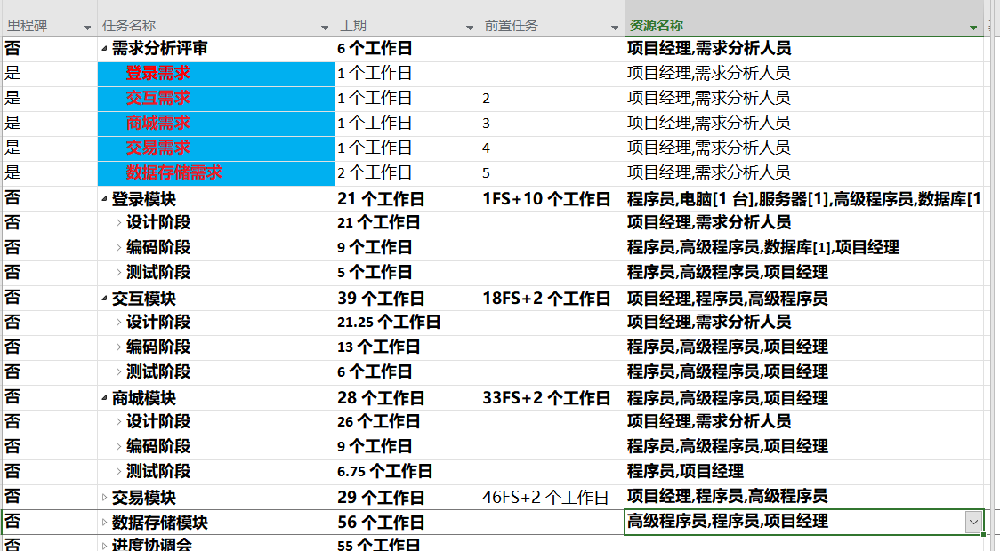 里程碑 任务名称 工期 前置任务 资源名称
否 需求分析评审 6 个工作日 项目经理,需求分析人员
是 登录需求 1 个工作日 项目经理,需求分析人员
是 交互需求 1 个工作日 2 项目经理,需求分析人员
是 商城需求 1 个工作日 3 项目经理,需求分析人员
是 交易需求 1 个工作日 4 项目经理,需求分析人员
是 数据存储需求 2 个工作日 5 项目经理,需求分析人员
否 登录模块 21 个工作日 1FS+10 个工作日 程序员,电脑[1 台],服务器[1],高级程序员,数据库[1
否 设计阶段 21 个工作日 项目经理,需求分析人员
否 编码阶段 9 个工作日 程序员,高级程序员,数据库[1],项目经理
否 测试阶段 5 个工作日 程序员,高级程序员,项目经理
否 交互模块 39 个工作日 18FS+2 个工作日 项目经理,程序员,高级程序员
否 设计阶段 21.25 个工作日 项目经理,需求分析人员
否 编码阶段 13 个工作日 程序员,高级程序员,项目经理
否 测试阶段 6 个工作日 程序员,高级程序员,项目经理
否 商城模块 28 个工作日 33FS+2 个工作日 程序员,高级程序员,项目经理
否 设计阶段 26 个工作日 项目经理,需求分析人员
否 编码阶段 9 个工作日 程序员,高级程序员,项目经理
否 测试阶段 6.75 个工作日 程序员,项目经理
否 交易模块 29 个工作日 46FS+2 个工作日 项目经理,程序员,高级程序员
否 数据存储模块 56 个工作日 高级程序员,程序员,项目经理
否 进度协调会 55 个工作日